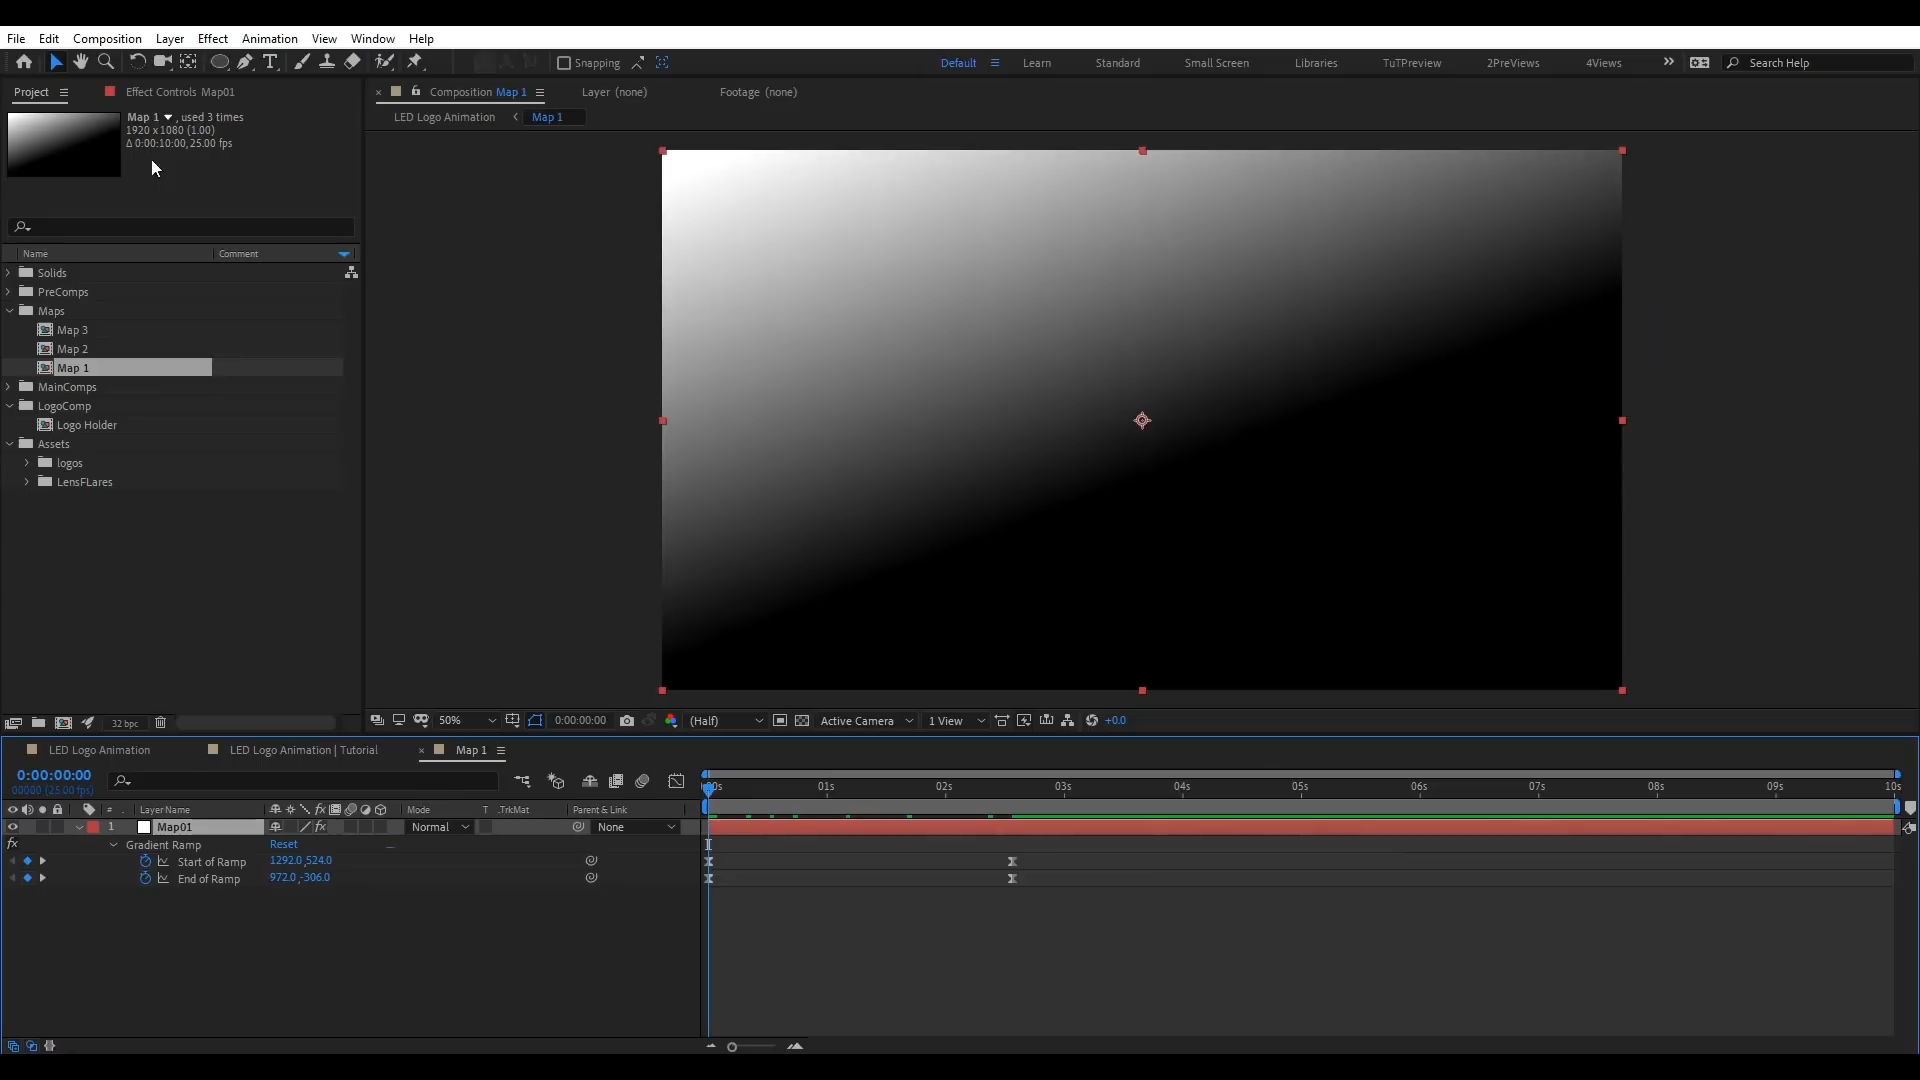 File Edit Composition Layer Effect Animation View Window Help
Snapping Default Learn Standard Small Screen Libraries TuTPreview 2PreViews 4Views Search Help
Project Effect Controls Map01 Composition Map 1 Layer (none) Footage (none)
LED Logo Animation Map 1
Map 1 , used 3 times
1920 x 1080 (1.00)
Δ 0:00:10:00, 25.00 fps
Name Comment
Solids
PreComps
Maps
Map 3
Map 2
Map 1
MainComps
LogoComp
Logo Holder
Assets
logos
LensFLares
32 bpc 50% 0:00:00:00 (Half) Active Camera 1 View +0.0
LED Logo Animation LED Logo Animation | Tutorial Map 1
0:00:00:00
00000 (25.00 fps)
01s 02s 03s 04s 05s 06s 07s 08s 09s 10s
# Layer Name Mode T .TrkMat Parent & Link
1 Map01 Normal None
fx Gradient Ramp Reset
Start of Ramp 1292.0,524.0
End of Ramp 972.0,-306.0